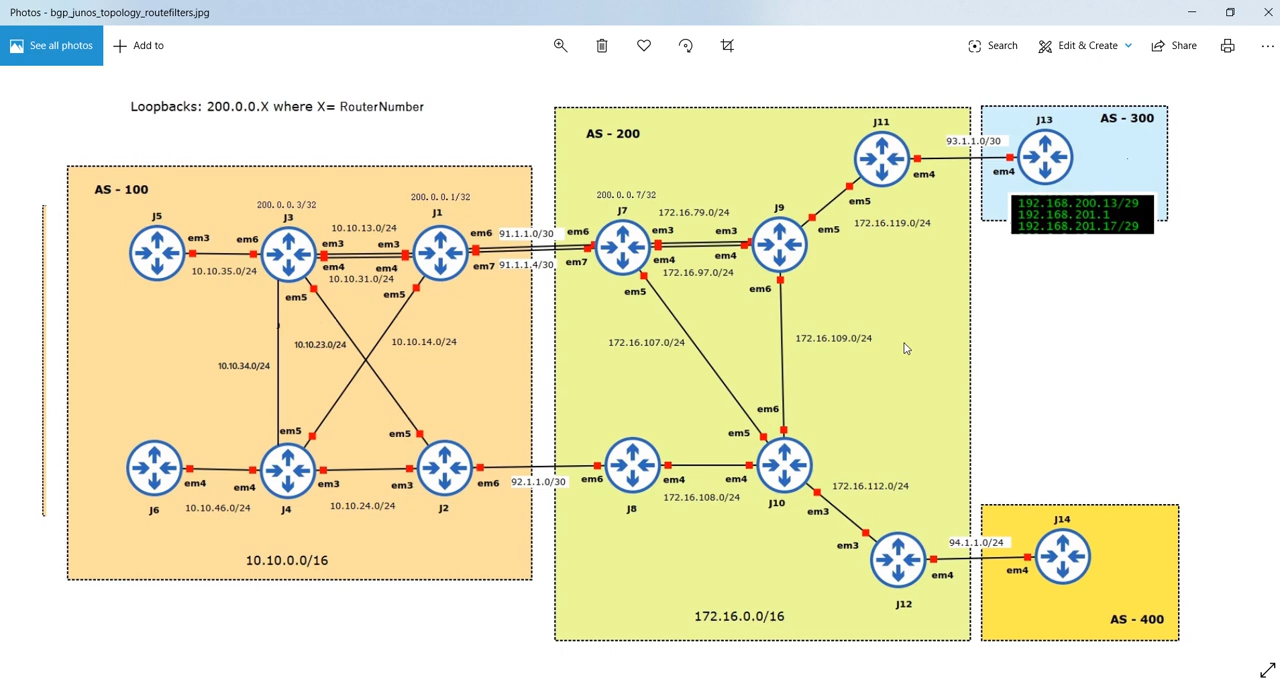 Photos - bgp_junos_topology_routefilters.jpg
See all photos
Add to
Search
Edit & Create
Share
Loopbacks: 200.0.0.X where X= RouterNumber
AS - 100
200.0.0.3/32
200.0.0.1/32
J5
J3
J1
em3
em6
10.10.13.0/24
em3
em3
em4
em4
10.10.31.0/24
10.10.35.0/24
em6
em7
em5
em5
10.10.23.0/24
10.10.14.0/24
10.10.34.0/24
em5
em5
em4
em4
em3
em3
em6
J6
10.10.46.0/24
J4
10.10.24.0/24
J2
10.10.0.0/16
91.1.1.0/30
91.1.1.4/30
92.1.1.0/30
AS - 200
200.0.0.7/32
J7
172.16.79.0/24
J9
J11
em6
em7
em3
em3
em4
em4
172.16.97.0/24
em5
em5
em5
172.16.119.0/24
em4
em6
172.16.107.0/24
172.16.109.0/24
em6
em5
em6
em4
em4
J8
172.16.108.0/24
J10
172.16.112.0/24
em3
em3
em4
J12
172.16.0.0/16
93.1.1.0/30
J13
AS - 300
em4
192.168.200.13/29
192.168.201.1
192.168.201.17/29
94.1.1.0/24
J14
em4
AS - 400